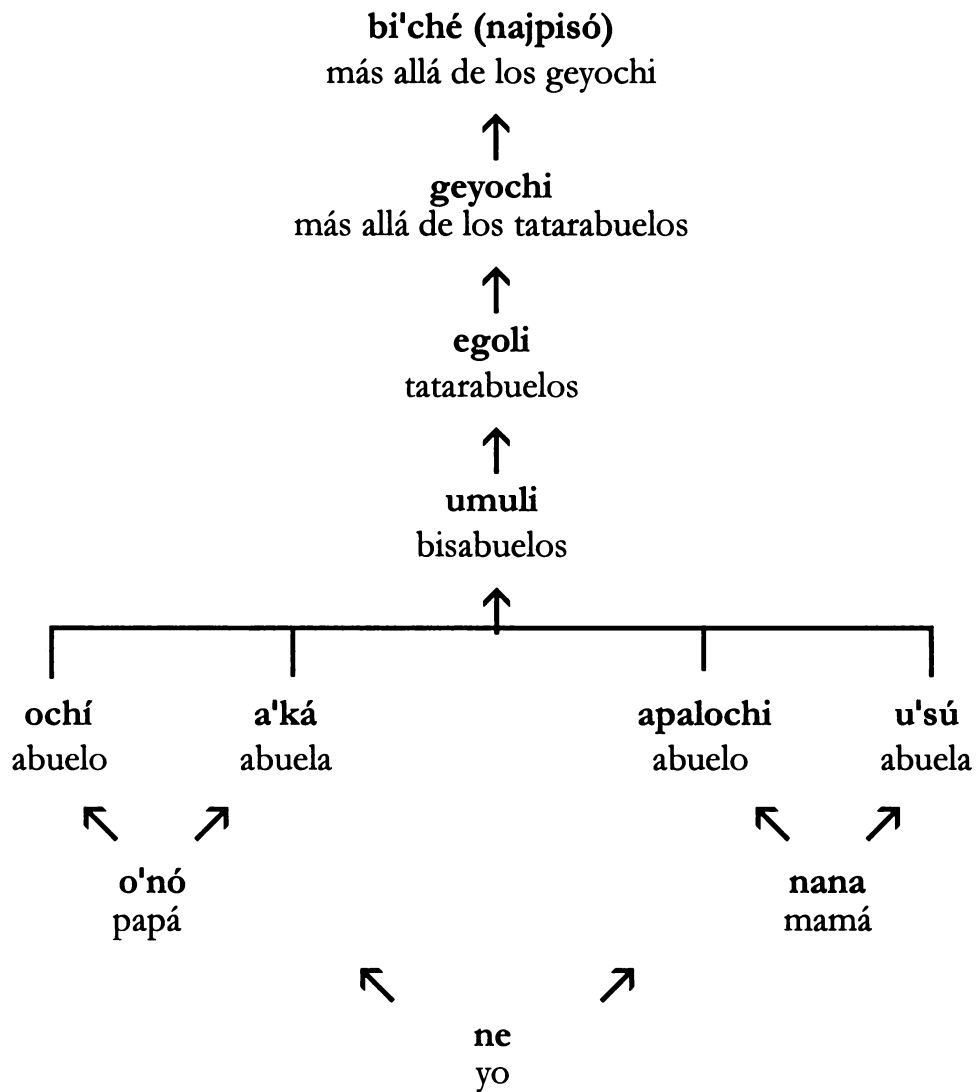 bi'ché (najpisó)
más allá de los geyochi
geyochi
más allá de los tatarabuelos
egoli
tatarabuelos
umuli
bisabuelos
ochí a'ká apalochi u'sú
abuelo abuela abuelo abuela
o'nó nana
papá mamá
ne
yo